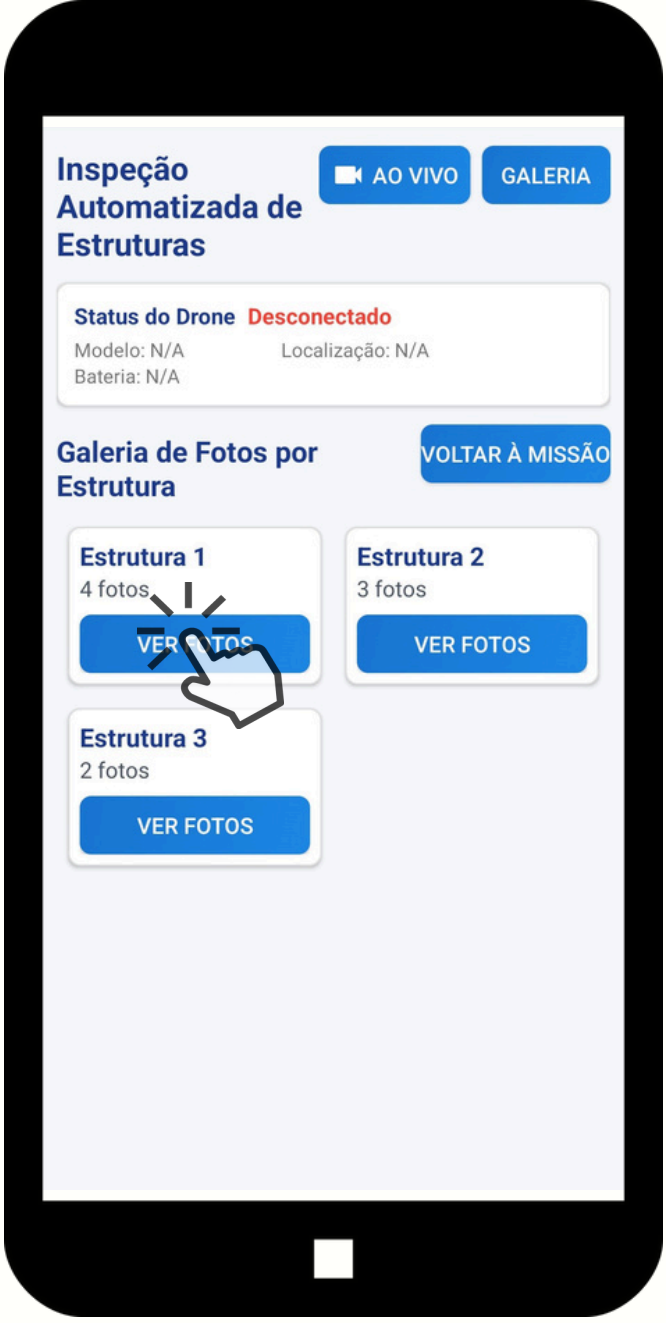 Inspeção
Automatizada de
Estruturas
AO VIVO
GALERIA
Status do Drone Desconectado
Modelo: N/A Localização: N/A
Bateria: N/A
Galeria de Fotos por
Estrutura
VOLTAR À MISSÃO
Estrutura 1
4 fotos
VER FOTOS
Estrutura 2
3 fotos
VER FOTOS
Estrutura 3
2 fotos
VER FOTOS